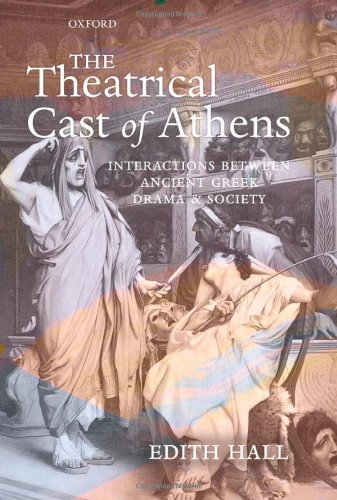 OXFORD
THE
Theatrical
Cast of Athens
INTERACTIONS BETWEEN
ANCIENT GREEK
DRAMA & SOCIETY
EDITH HALL